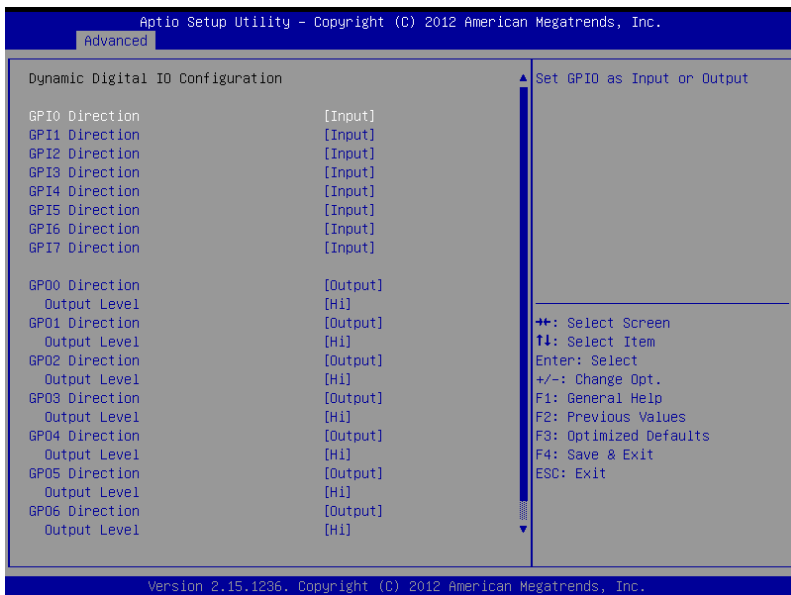 Aptio Setup Utility – Copyright (C) 2012 American Megatrends, Inc.
Advanced
Dynamic Digital IO Configuration
GPI0 Direction [Input]
GPI1 Direction [Input]
GPI2 Direction [Input]
GPI3 Direction [Input]
GPI4 Direction [Input]
GPI5 Direction [Input]
GPI6 Direction [Input]
GPI7 Direction [Input]
GPO0 Direction [Output]
Output Level [Hi]
GPO1 Direction [Output]
Output Level [Hi]
GPO2 Direction [Output]
Output Level [Hi]
GPO3 Direction [Output]
Output Level [Hi]
GPO4 Direction [Output]
Output Level [Hi]
GPO5 Direction [Output]
Output Level [Hi]
GPO6 Direction [Output]
Output Level [Hi]
Set GPIO as Input or Output
→←: Select Screen
↑↓: Select Item
Enter: Select
+/-: Change Opt.
F1: General Help
F2: Previous Values
F3: Optimized Defaults
F4: Save & Exit
ESC: Exit
Version 2.15.1236. Copyright (C) 2012 American Megatrends, Inc.